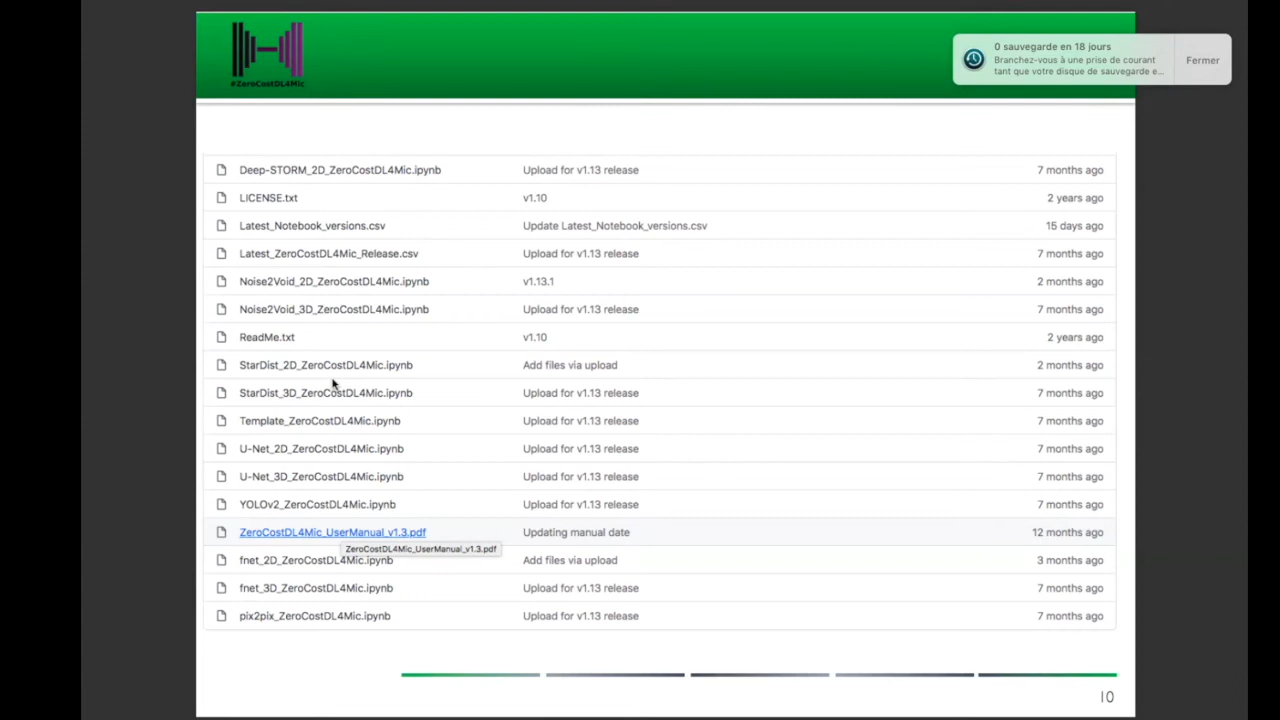 #ZeroCostDL4Mic
0 sauvegarde en 18 jours
Branchez-vous à une prise de courant
tant que votre disque de sauvegarde e...
Fermer
Deep-STORM_2D_ZeroCostDL4Mic.ipynb Upload for v1.13 release 7 months ago
LICENSE.txt v1.10 2 years ago
Latest_Notebook_versions.csv Update Latest_Notebook_versions.csv 15 days ago
Latest_ZeroCostDL4Mic_Release.csv Upload for v1.13 release 7 months ago
Noise2Void_2D_ZeroCostDL4Mic.ipynb v1.13.1 2 months ago
Noise2Void_3D_ZeroCostDL4Mic.ipynb Upload for v1.13 release 7 months ago
ReadMe.txt v1.10 2 years ago
StarDist_2D_ZeroCostDL4Mic.ipynb Add files via upload 2 months ago
StarDist_3D_ZeroCostDL4Mic.ipynb Upload for v1.13 release 7 months ago
Template_ZeroCostDL4Mic.ipynb Upload for v1.13 release 7 months ago
U-Net_2D_ZeroCostDL4Mic.ipynb Upload for v1.13 release 7 months ago
U-Net_3D_ZeroCostDL4Mic.ipynb Upload for v1.13 release 7 months ago
YOLOv2_ZeroCostDL4Mic.ipynb Upload for v1.13 release 7 months ago
ZeroCostDL4Mic_UserManual_v1.3.pdf Updating manual date 12 months ago
ZeroCostDL4Mic_UserManual_v1.3.pdf
fnet_2D_ZeroCostDL4Mic.ipynb Add files via upload 3 months ago
fnet_3D_ZeroCostDL4Mic.ipynb Upload for v1.13 release 7 months ago
pix2pix_ZeroCostDL4Mic.ipynb Upload for v1.13 release 7 months ago
10